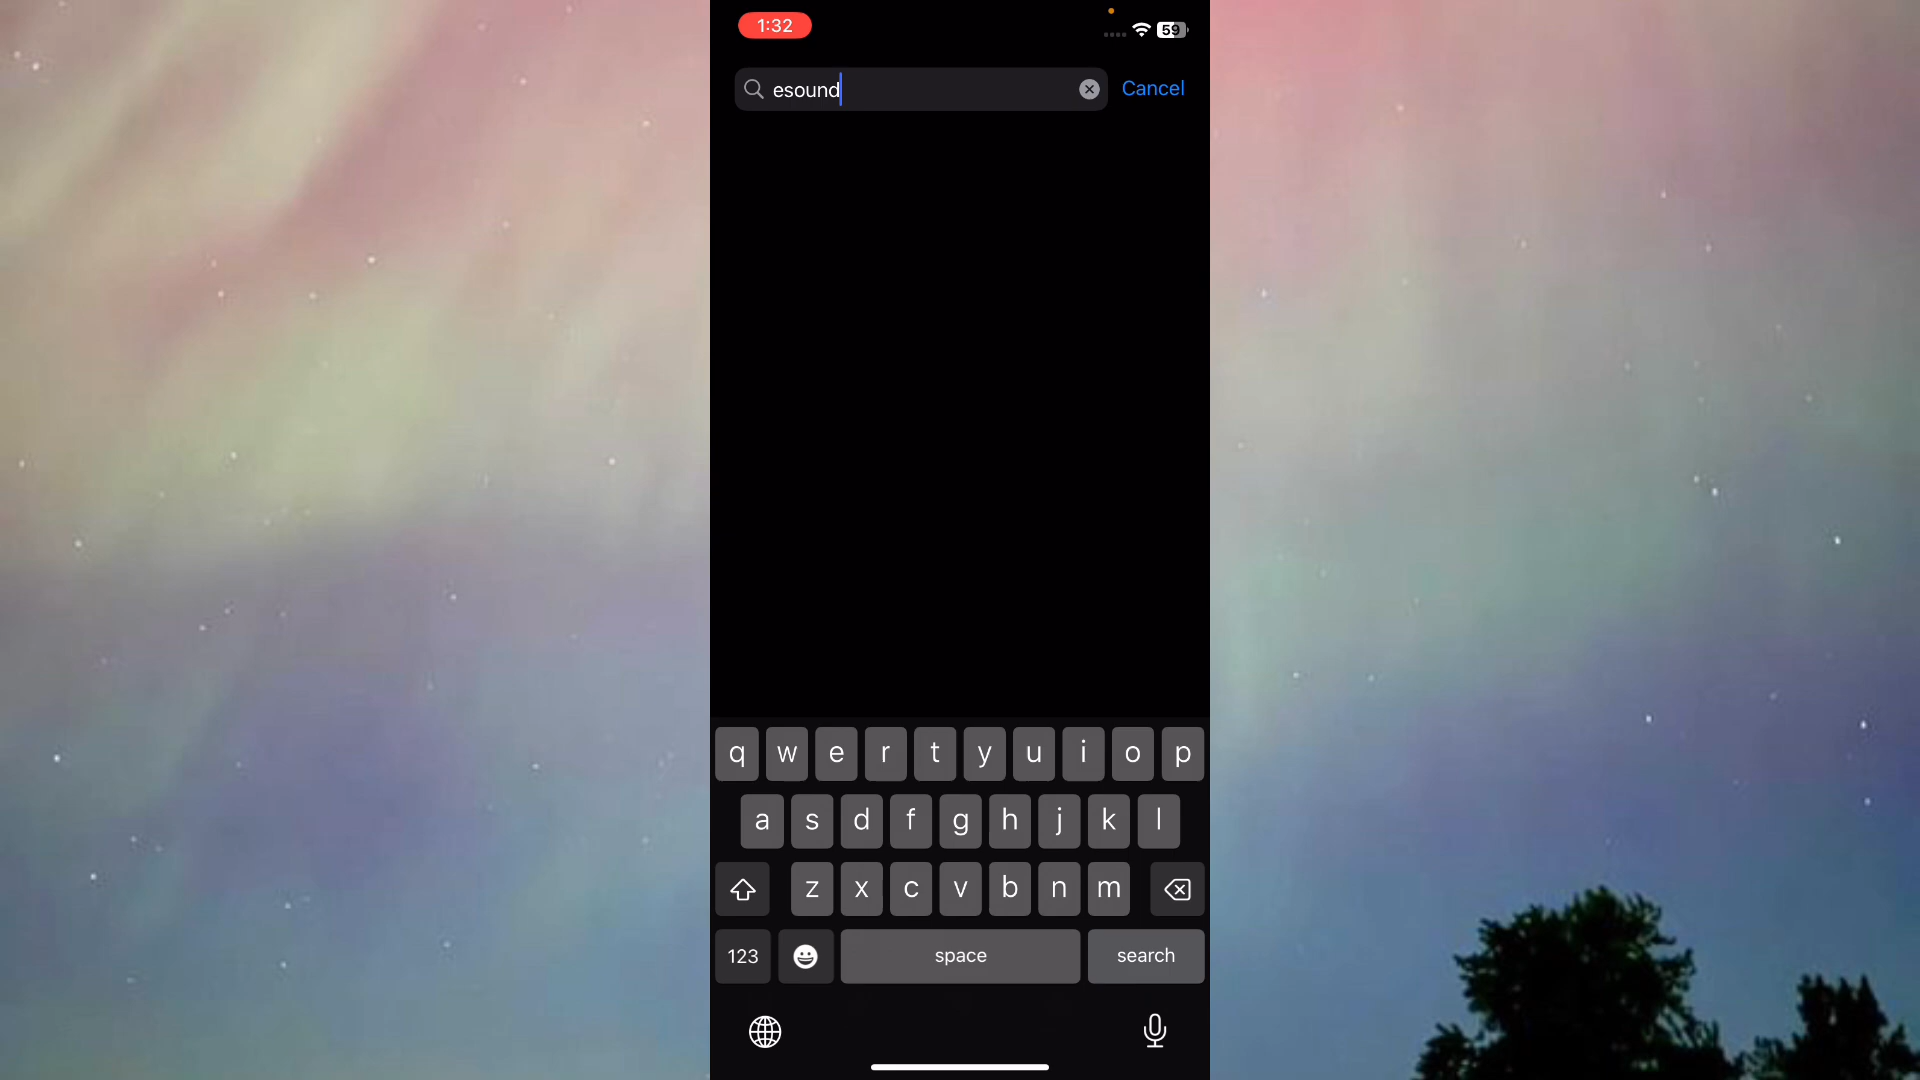 1:32
59
esound
Cancel
q w e r t y u i o p
a s d f g h j k l
z x c v b n m
123 space search